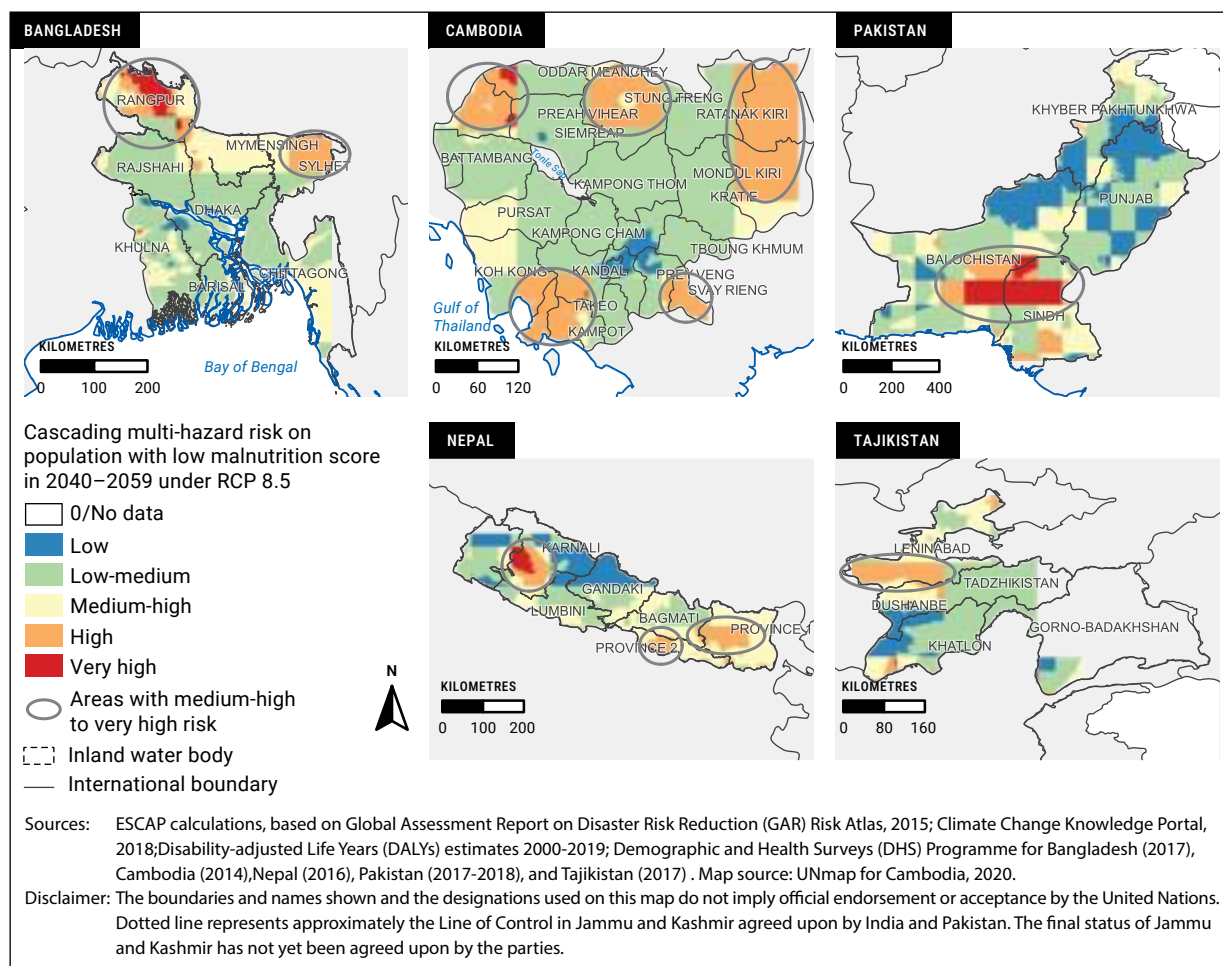 BANGLADESH
RANGPUR
RAJSHAHI
MYMENSINGH
SYLHET
DHAKA
KHULNA
BARISAL
CHITTAGONG
KILOMETRES
0 100 200
Bay of Bengal
CAMBODIA
ODDAR MEANCHEY
STUNG TRENG
PREAH VIHEAR
RATANAK KIRI
SIEMREAP
BATTAMBANG
Tonle Sap
KAMPONG THOM
MONDUL KIRI
KRATIE
PURSAT
KAMPONG CHAM
TBOUNG KHMUM
KOH KONG
KANDAL
PREY VENG
SVAY RIENG
TAKEO
KAMPOT
Gulf of
Thailand
KILOMETRES
0 60 120
PAKISTAN
KHYBER PAKHTUNKHWA
PUNJAB
BALOCHISTAN
SINDH
KILOMETRES
0 200 400
Cascading multi-hazard risk on
population with low malnutrition score
in 2040–2059 under RCP 8.5
0/No data
Low
Low-medium
Medium-high
High
Very high
Areas with medium-high
to very high risk
Inland water body
International boundary
N
NEPAL
KARNALI
GANDAKI
LUMBINI
BAGMATI
PROVINCE 1
PROVINCE 2
KILOMETRES
0 100 200
TAJIKISTAN
LENINABAD
TADZHIKISTAN
DUSHANBE
GORNO-BADAKHSHAN
KHATLON
KILOMETRES
0 80 160
Sources: ESCAP calculations, based on Global Assessment Report on Disaster Risk Reduction (GAR) Risk Atlas, 2015; Climate Change Knowledge Portal,
2018;Disability-adjusted Life Years (DALYs) estimates 2000-2019; Demographic and Health Surveys (DHS) Programme for Bangladesh (2017),
Cambodia (2014),Nepal (2016), Pakistan (2017-2018), and Tajikistan (2017) . Map source: UNmap for Cambodia, 2020.
Disclaimer: The boundaries and names shown and the designations used on this map do not imply official endorsement or acceptance by the United Nations.
Dotted line represents approximately the Line of Control in Jammu and Kashmir agreed upon by India and Pakistan. The final status of Jammu
and Kashmir has not yet been agreed upon by the parties.